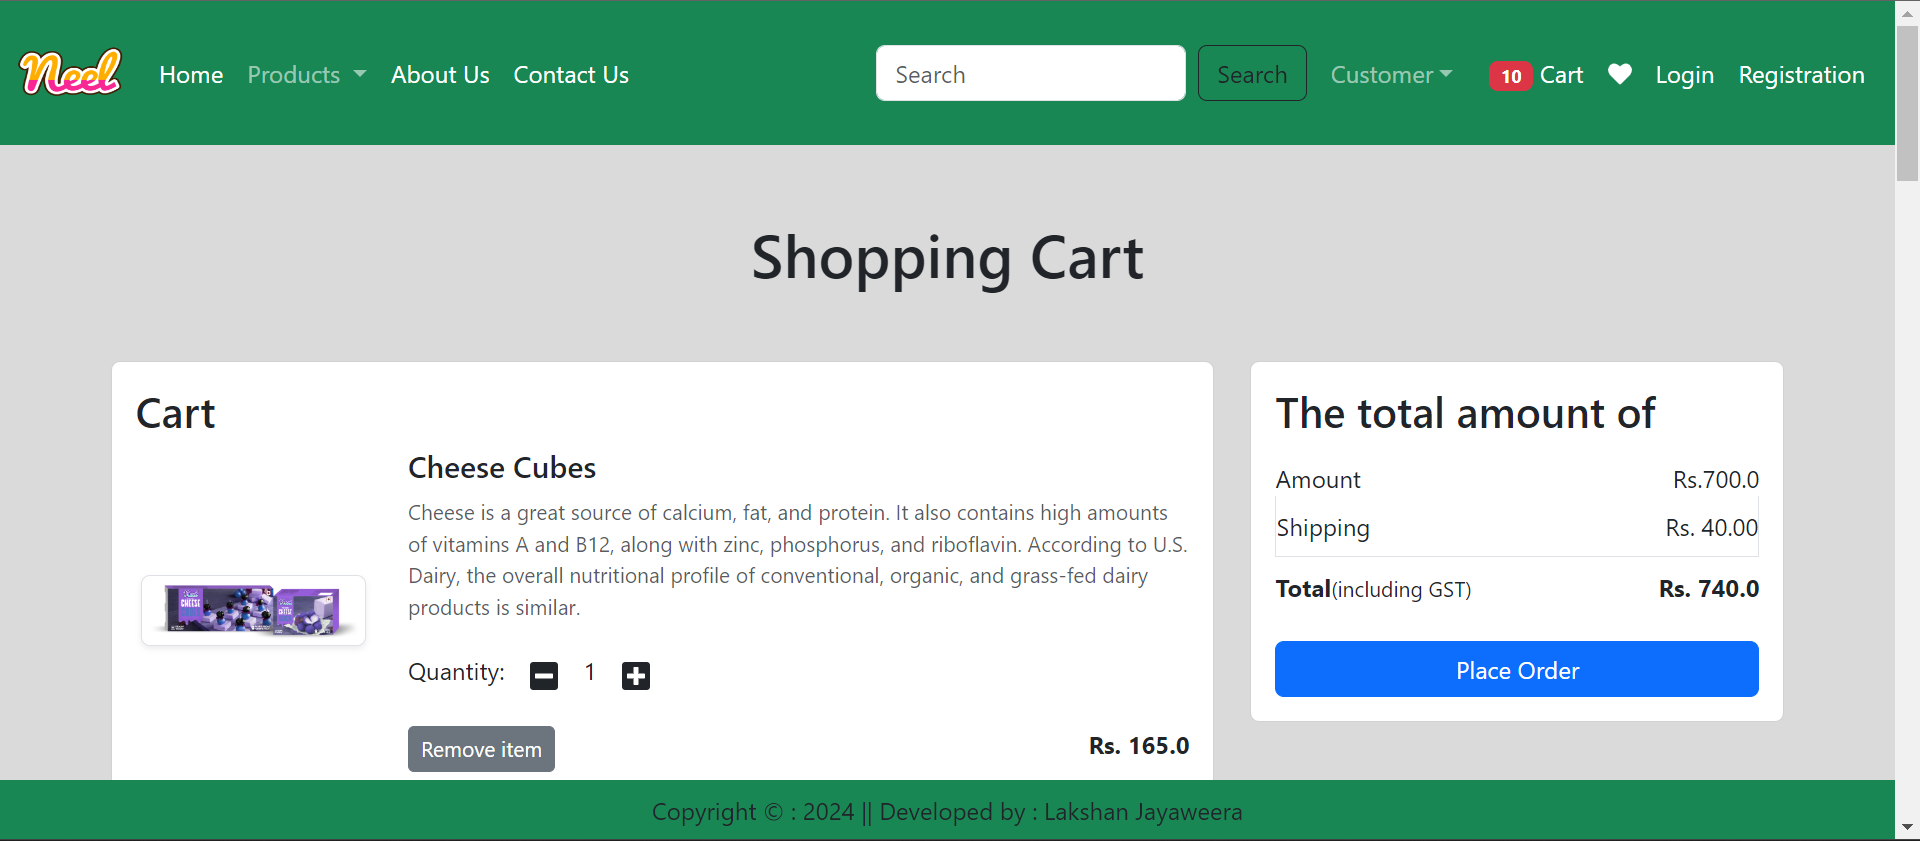 Neel
Home Products About Us Contact Us Search Search Customer 10 Cart Login Registration
Shopping Cart
Cart
Cheese Cubes
Cheese is a great source of calcium, fat, and protein. It also contains high amounts
of vitamins A and B12, along with zinc, phosphorus, and riboflavin. According to U.S.
Dairy, the overall nutritional profile of conventional, organic, and grass-fed dairy
products is similar.
CHEESE
Quantity: 1
Remove item Rs. 165.0
The total amount of
Amount Rs.700.0
Shipping Rs. 40.00
Total(including GST) Rs. 740.0
Place Order
Copyright © : 2024 || Developed by : Lakshan Jayaweera